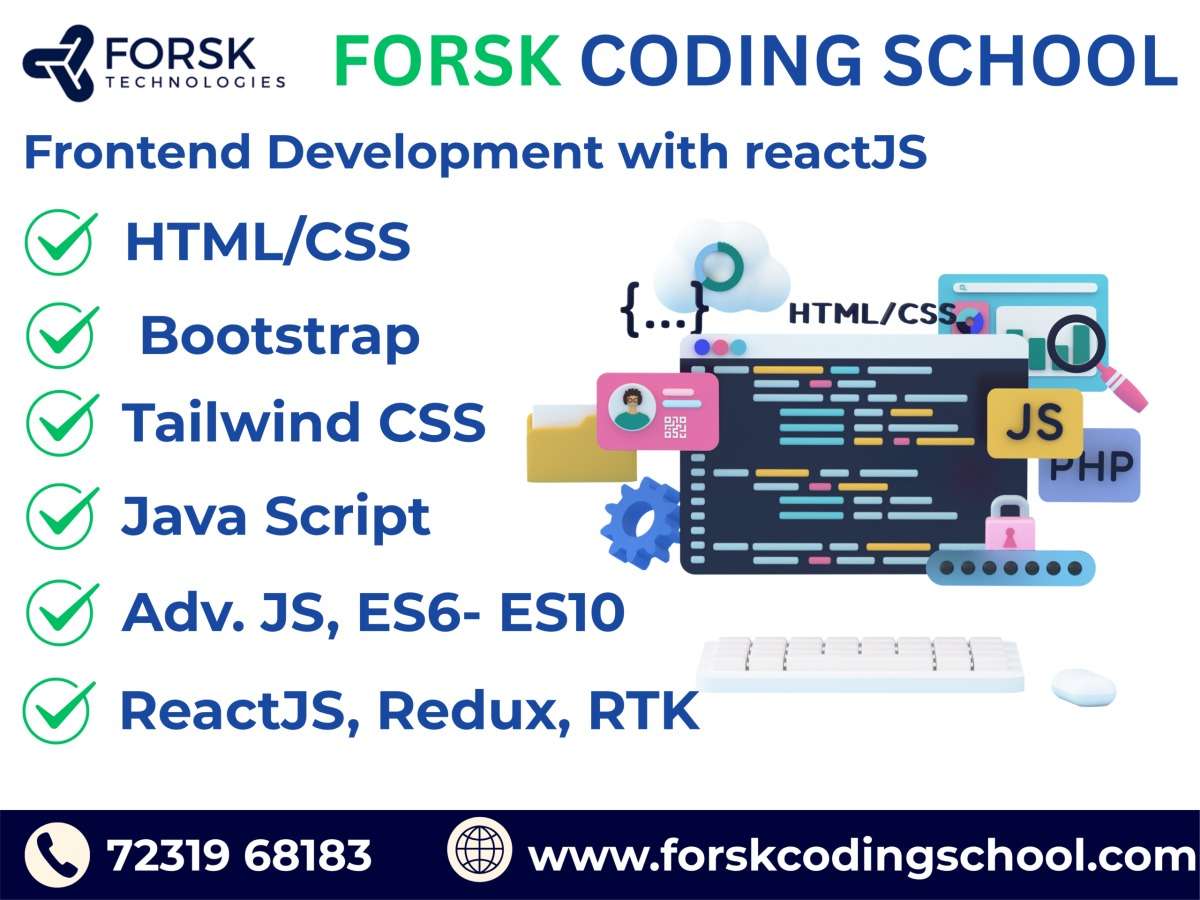 FORSK
TECHNOLOGIES
FORSK CODING SCHOOL
Frontend Development with reactJS
HTML/CSS
Bootstrap
Tailwind CSS
Java Script
Adv. JS, ES6- ES10
ReactJS, Redux, RTK
{...}
HTML/CSS
JS
PHP
72319 68183
www.forskcodingschool.com